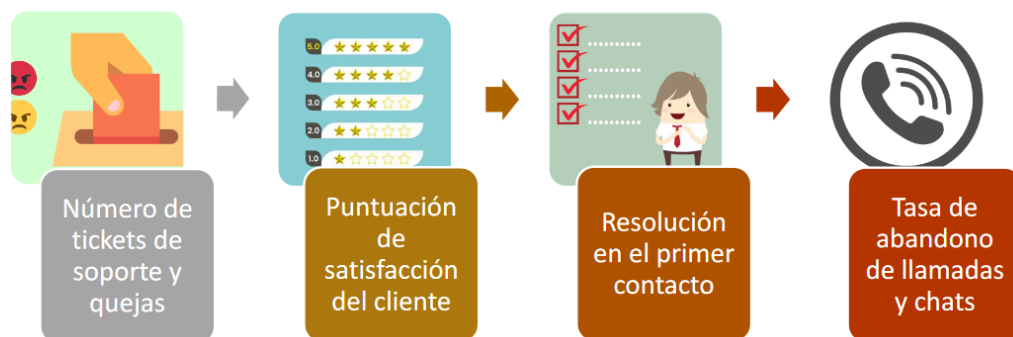 5.0
4.0
3.0
2.0
1.0
Número de
tickets de
soporte y
quejas
Puntuación
de
satisfacción
del cliente
Resolución
en el primer
contacto
Tasa de
abandono
de llamadas
y chats